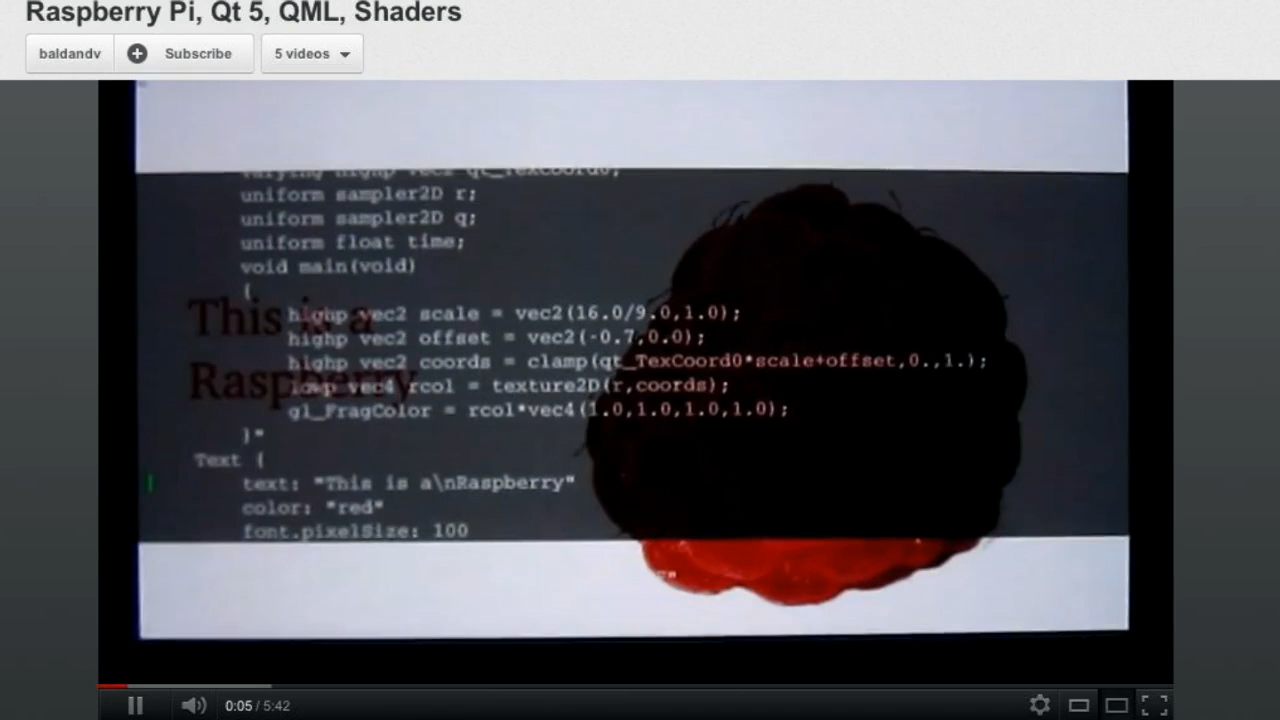 Raspberry Pi, Qt 5, QML, Shaders
baldandv
Subscribe
5 videos
varying highp vec2 qt_TexCoord0;
uniform sampler2D r;
uniform sampler2D q;
uniform float time;
void main(void)
{
highp vec2 scale = vec2(16.0/9.0,1.0);
highp vec2 offset = vec2(-0.7,0.0);
highp vec2 coords = clamp(qt_TexCoord0*scale+offset,0.,1.);
lowp vec4 rcol = texture2D(r,coords);
gl_FragColor = rcol*vec4(1.0,1.0,1.0,1.0);
}"
Text {
text: "This is a\nRaspberry"
color: "red"
font.pixelSize: 100
This is a
Raspberry
0:05 / 5:42